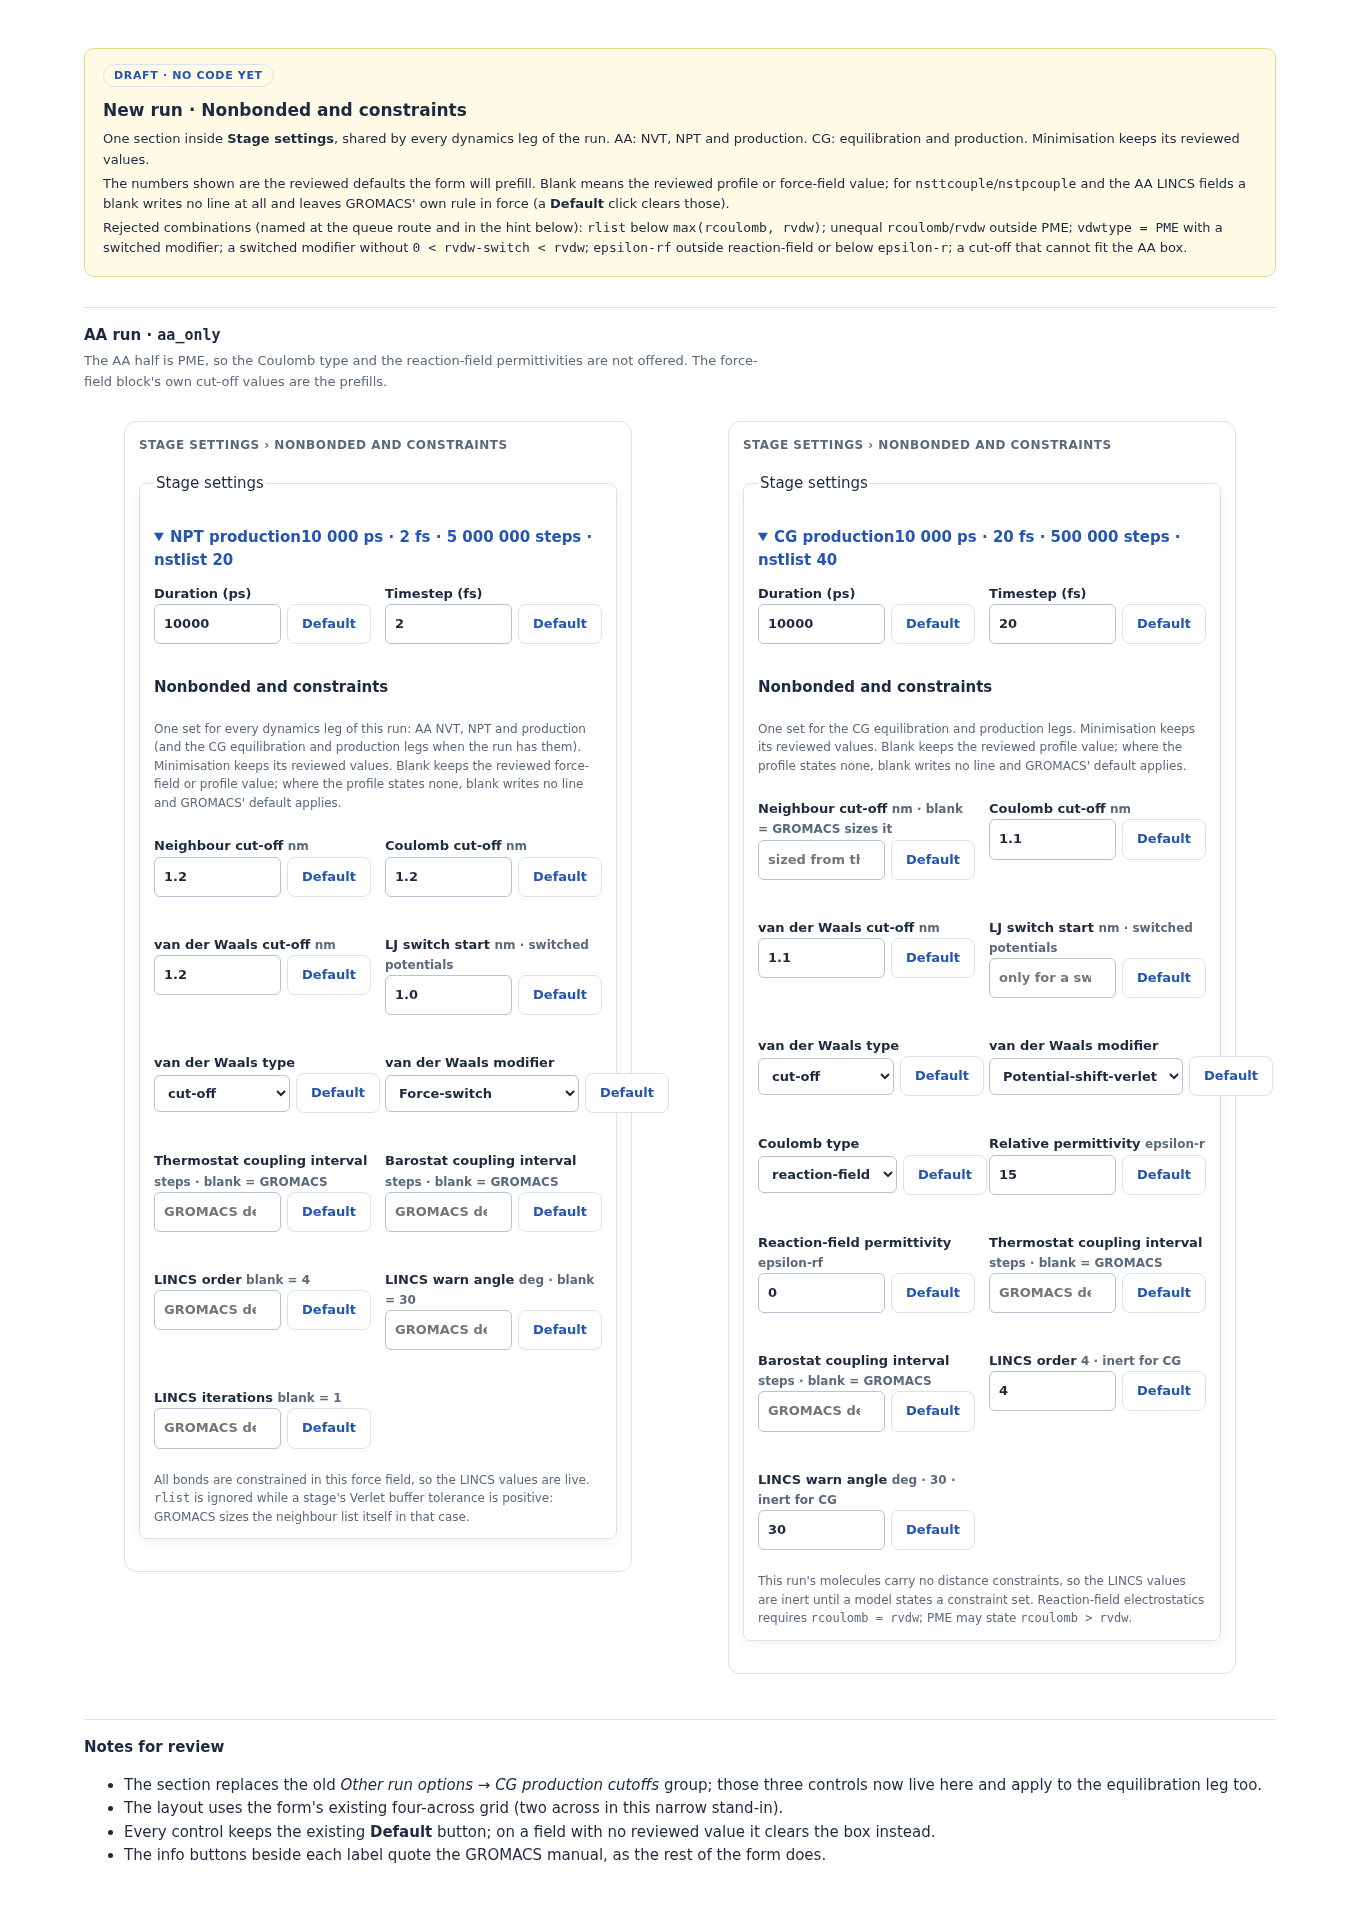 DRAFT · NO CODE YET
New run · Nonbonded and constraints
One section inside Stage settings, shared by every dynamics leg of the run. AA: NVT, NPT and production. CG: equilibration and production. Minimisation keeps its reviewed
values.
The numbers shown are the reviewed defaults the form will prefill. Blank means the reviewed profile or force-field value; for nsttcouple/nstpcouple and the AA LINCS fields a
blank writes no line at all and leaves GROMACS' own rule in force (a Default click clears those).
Rejected combinations (named at the queue route and in the hint below): rlist below max(rcoulomb, rvdw); unequal rcoulomb/rvdw outside PME; vdwtype = PME with a
switched modifier; a switched modifier without 0 < rvdw-switch < rvdw; epsilon-rf outside reaction-field or below epsilon-r; a cut-off that cannot fit the AA box.
AA run · aa_only
The AA half is PME, so the Coulomb type and the reaction-field permittivities are not offered. The force-
field block's own cut-off values are the prefills.
STAGE SETTINGS › NONBONDED AND CONSTRAINTS
Stage settings
▼ NPT production10 000 ps · 2 fs · 5 000 000 steps ·
nstlist 20
Duration (ps) Timestep (fs)
10000 Default 2 Default
Nonbonded and constraints
One set for every dynamics leg of this run: AA NVT, NPT and production
(and the CG equilibration and production legs when the run has them).
Minimisation keeps its reviewed values. Blank keeps the reviewed force-
field or profile value; where the profile states none, blank writes no line
and GROMACS' default applies.
Neighbour cut-off nm Coulomb cut-off nm
1.2 Default 1.2 Default
van der Waals cut-off nm LJ switch start nm · switched
potentials
1.2 Default 1.0 Default
van der Waals type van der Waals modifier
cut-off Default Force-switch Default
Thermostat coupling interval Barostat coupling interval
steps · blank = GROMACS steps · blank = GROMACS
GROMACS de Default GROMACS de Default
LINCS order blank = 4 LINCS warn angle deg · blank
= 30
GROMACS de Default GROMACS de Default
LINCS iterations blank = 1
GROMACS de Default
All bonds are constrained in this force field, so the LINCS values are live.
rlist is ignored while a stage's Verlet buffer tolerance is positive:
GROMACS sizes the neighbour list itself in that case.
STAGE SETTINGS › NONBONDED AND CONSTRAINTS
Stage settings
▼ CG production10 000 ps · 20 fs · 500 000 steps ·
nstlist 40
Duration (ps) Timestep (fs)
10000 Default 20 Default
Nonbonded and constraints
One set for the CG equilibration and production legs. Minimisation keeps
its reviewed values. Blank keeps the reviewed profile value; where the
profile states none, blank writes no line and GROMACS' default applies.
Neighbour cut-off nm · blank Coulomb cut-off nm
= GROMACS sizes it
sized from th Default 1.1 Default
van der Waals cut-off nm LJ switch start nm · switched
potentials
1.1 Default only for a sw Default
van der Waals type van der Waals modifier
cut-off Default Potential-shift-verlet Default
Coulomb type Relative permittivity epsilon-r
reaction-field Default 15 Default
Reaction-field permittivity Thermostat coupling interval
epsilon-rf steps · blank = GROMACS
0 Default GROMACS de Default
Barostat coupling interval LINCS order 4 · inert for CG
steps · blank = GROMACS
GROMACS de Default 4 Default
LINCS warn angle deg · 30 ·
inert for CG
30 Default
This run's molecules carry no distance constraints, so the LINCS values
are inert until a model states a constraint set. Reaction-field electrostatics
requires rcoulomb = rvdw; PME may state rcoulomb > rvdw.
Notes for review
• The section replaces the old Other run options → CG production cutoffs group; those three controls now live here and apply to the equilibration leg too.
• The layout uses the form's existing four-across grid (two across in this narrow stand-in).
• Every control keeps the existing Default button; on a field with no reviewed value it clears the box instead.
• The info buttons beside each label quote the GROMACS manual, as the rest of the form does.